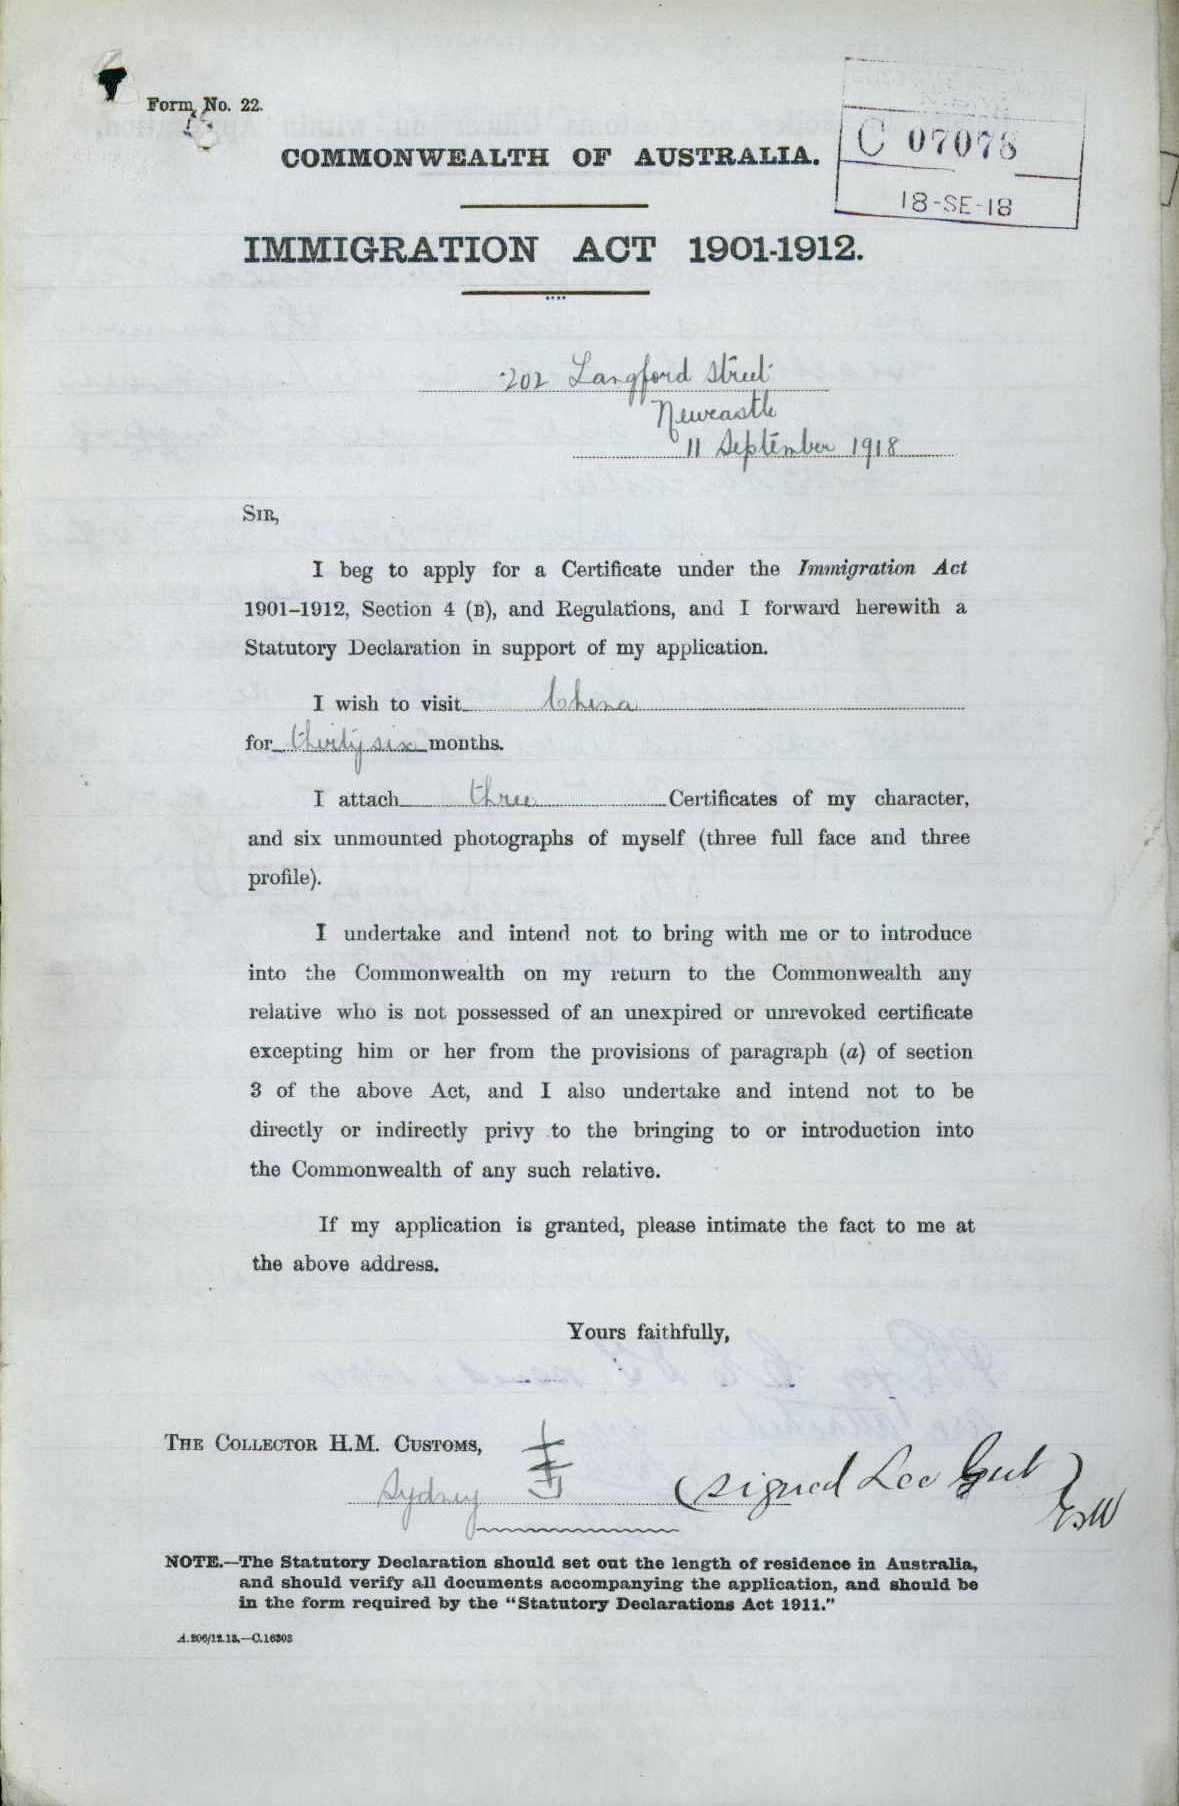 Form No. 22.
COMMONWEALTH OF AUSTRALIA.
C 07078
18-SE-18
IMMIGRATION ACT 1901-1912.
202 Langford Street
Newcastle
11 September 1918
SIR,
I beg to apply for a Certificate under the Immigration Act
1901–1912, Section 4 (B), and Regulations, and I forward herewith a
Statutory Declaration in support of my application.
I wish to visit China
for thirty six months.
I attach three Certificates of my character,
and six unmounted photographs of myself (three full face and three
profile).
I undertake and intend not to bring with me or to introduce
into the Commonwealth on my return to the Commonwealth any
relative who is not possessed of an unexpired or unrevoked certificate
excepting him or her from the provisions of paragraph (a) of section
3 of the above Act, and I also undertake and intend not to be
directly or indirectly privy to the bringing to or introduction into
the Commonwealth of any such relative.
If my application is granted, please intimate the fact to me at
the above address.
Yours faithfully,
THE COLLECTOR H.M. CUSTOMS,
Sydney (signed Lee Gut)
NOTE.—The Statutory Declaration should set out the length of residence in Australia,
and should verify all documents accompanying the application, and should be
in the form required by the “Statutory Declarations Act 1911.”
A.206/12.13.—C.16303